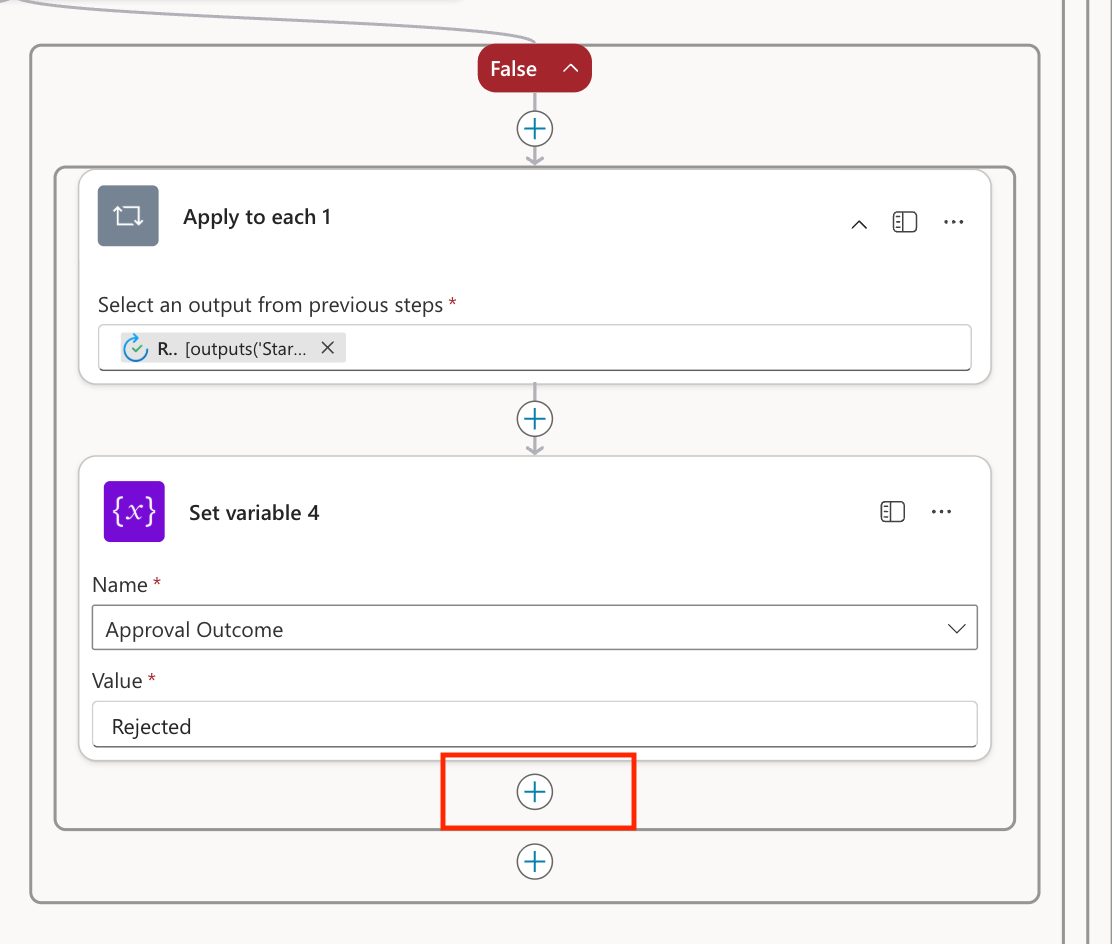 False
Apply to each 1
Select an output from previous steps *
R.. [outputs('Star...
{x} Set variable 4
Name *
Approval Outcome
Value *
Rejected